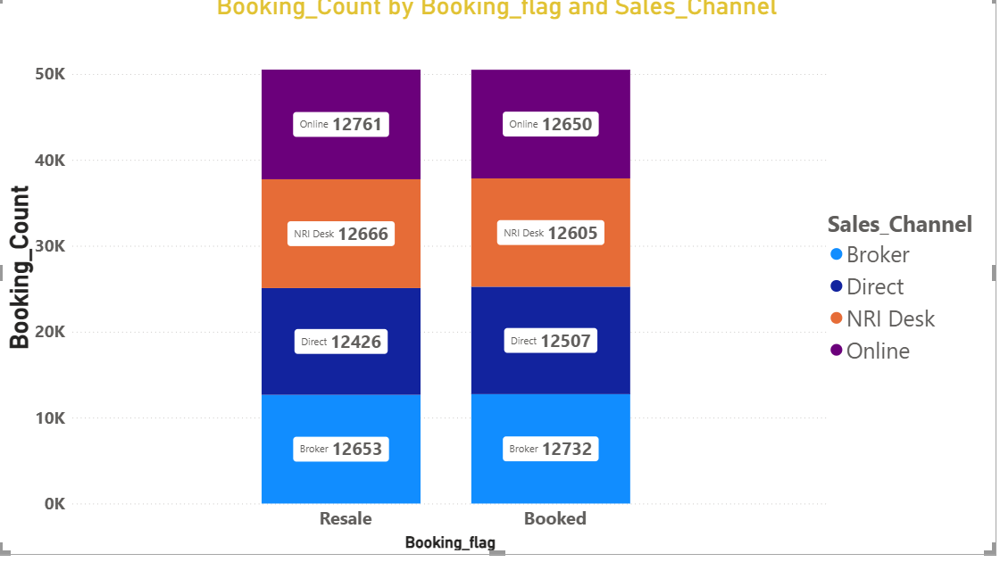 Booking_Count by Booking_flag and Sales_Channel
50K
40K
30K
20K
10K
0K
Booking_Count
Online 12761
NRI Desk 12666
Direct 12426
Broker 12653
Online 12650
NRI Desk 12605
Direct 12507
Broker 12732
Resale
Booked
Booking_flag
Sales_Channel
Broker
Direct
NRI Desk
Online